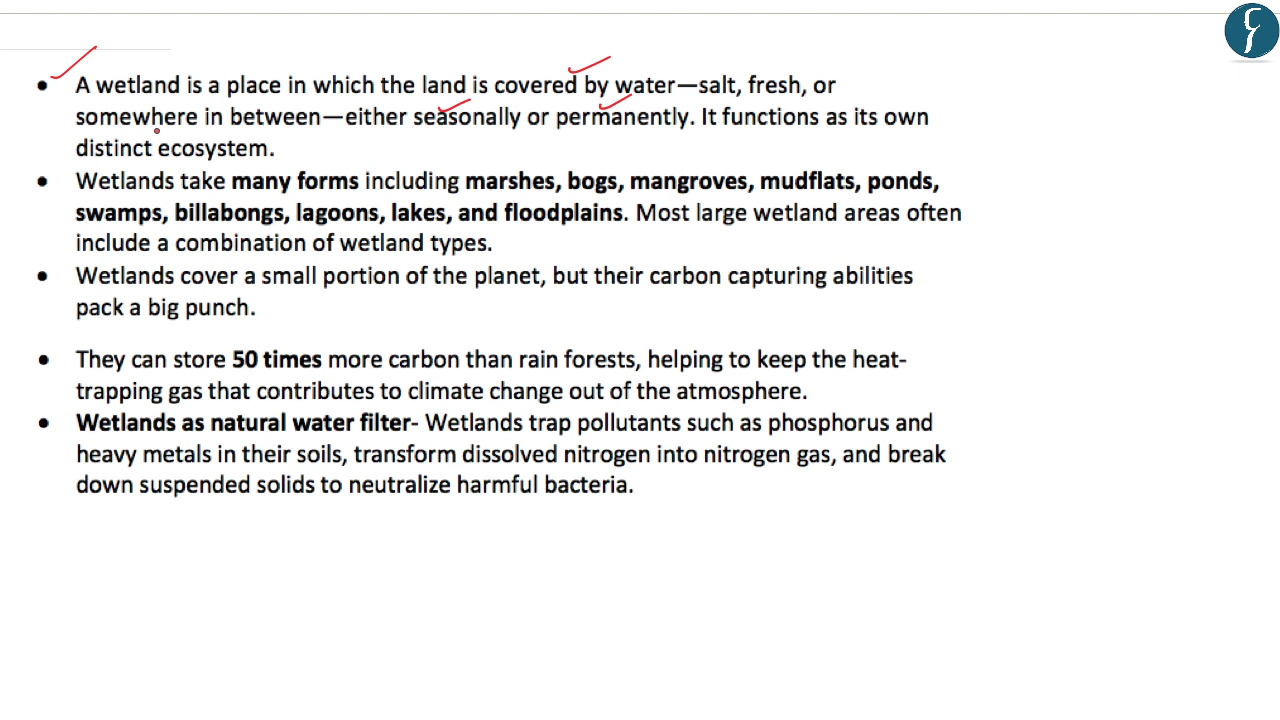 • A wetland is a place in which the land is covered by water—salt, fresh, or
somewhere in between—either seasonally or permanently. It functions as its own
distinct ecosystem.
• Wetlands take many forms including marshes, bogs, mangroves, mudflats, ponds,
swamps, billabongs, lagoons, lakes, and floodplains. Most large wetland areas often
include a combination of wetland types.
• Wetlands cover a small portion of the planet, but their carbon capturing abilities
pack a big punch.
• They can store 50 times more carbon than rain forests, helping to keep the heat-
trapping gas that contributes to climate change out of the atmosphere.
• Wetlands as natural water filter- Wetlands trap pollutants such as phosphorus and
heavy metals in their soils, transform dissolved nitrogen into nitrogen gas, and break
down suspended solids to neutralize harmful bacteria.